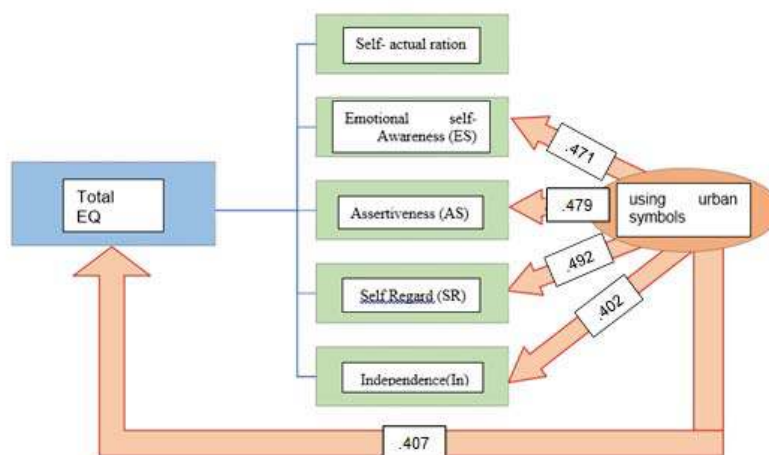 Self- actual ration
Emotional self-
Awareness (ES)
.471
Total
EQ
Assertiveness (AS)
.479
using urban
symbols
.492
Self Regard (SR)
.402
Independence(In)
.407